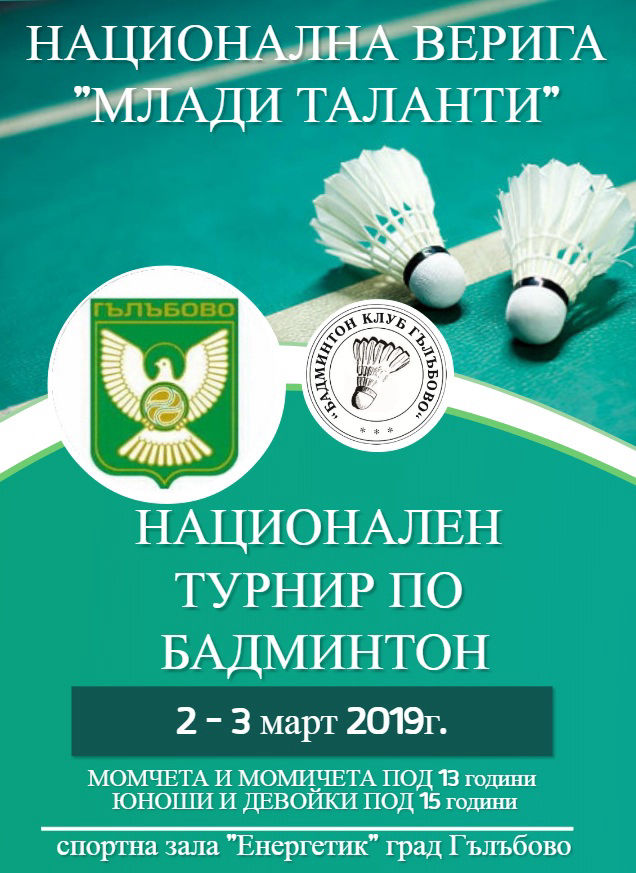 НАЦИОНАЛНА ВЕРИГА
"МЛАДИ ТАЛАНТИ"
ГЪЛЪБОВО
"БАДМИНТОН КЛУБ ГЪЛЪБОВО"
* * *
НАЦИОНАЛЕН
ТУРНИР ПО
БАДМИНТОН
2 - 3 март 2019г.
МОМЧЕТА И МОМИЧЕТА ПОД 13 години
ЮНОШИ И ДЕВОЙКИ ПОД 15 години
спортна зала "Енергетик" град Гълъбово